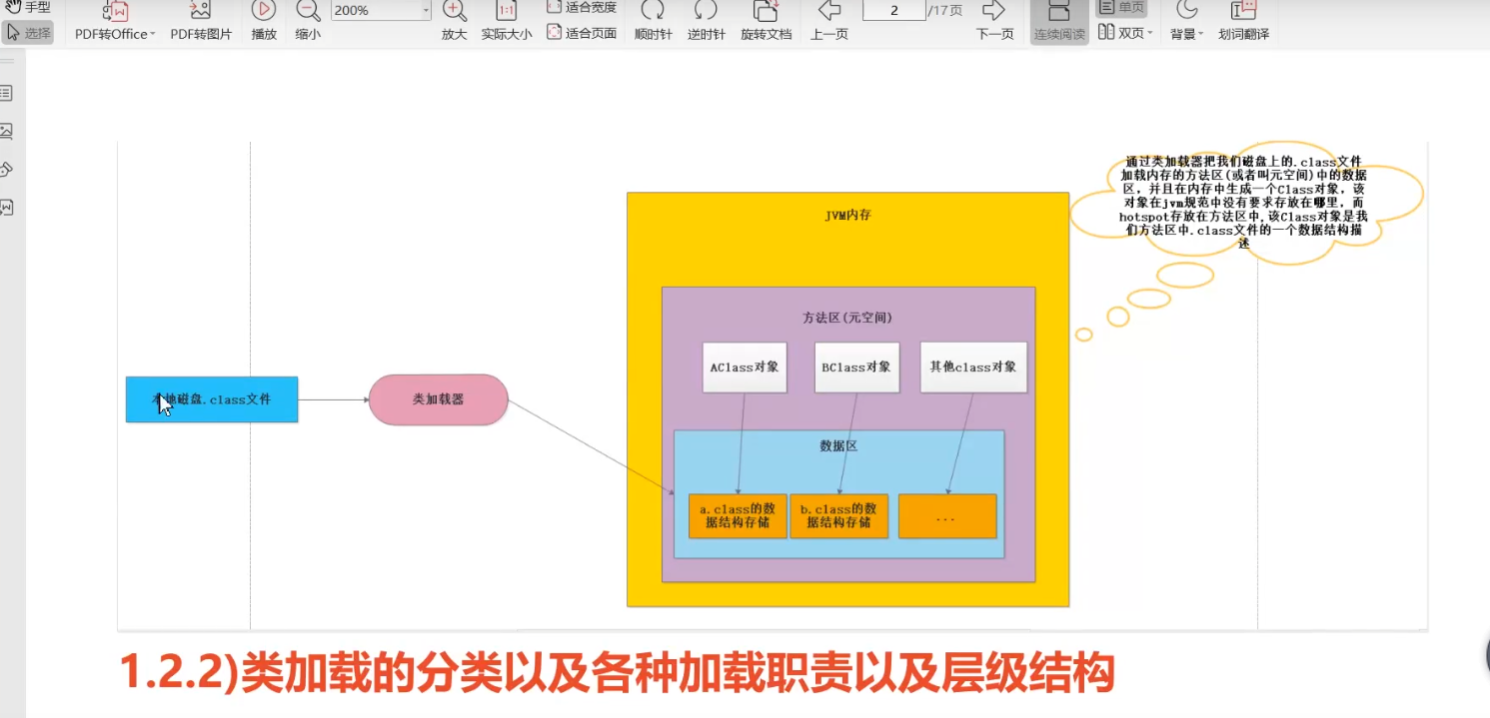 手型
选择
PDF转Office
PDF转图片
播放
缩小
200%
放大
1:1
实际大小
适合宽度
适合页面
顺时针
逆时针
旋转文档
上一页
2
/17页
下一页
连续阅读
单页
双页
背景
划词翻译
通过类加载器把我们磁盘上的.class文件
加载内存的方法区(或者叫元空间)中的数据
区，并且在内存中生成一个Class对象，该
对象在jvm规范中没有要求存放在哪里，而
hotspot存放在方法区中,该Class对象是我
们方法区中.class文件的一个数据结构描
述
JVM内存
方法区(元空间)
AClass对象
BClass对象
其他class对象
本地磁盘.class文件
类加载器
数据区
a.class的数
据结构存储
b.class的数
据结构存储
...
1.2.2)类加载的分类以及各种加载职责以及层级结构